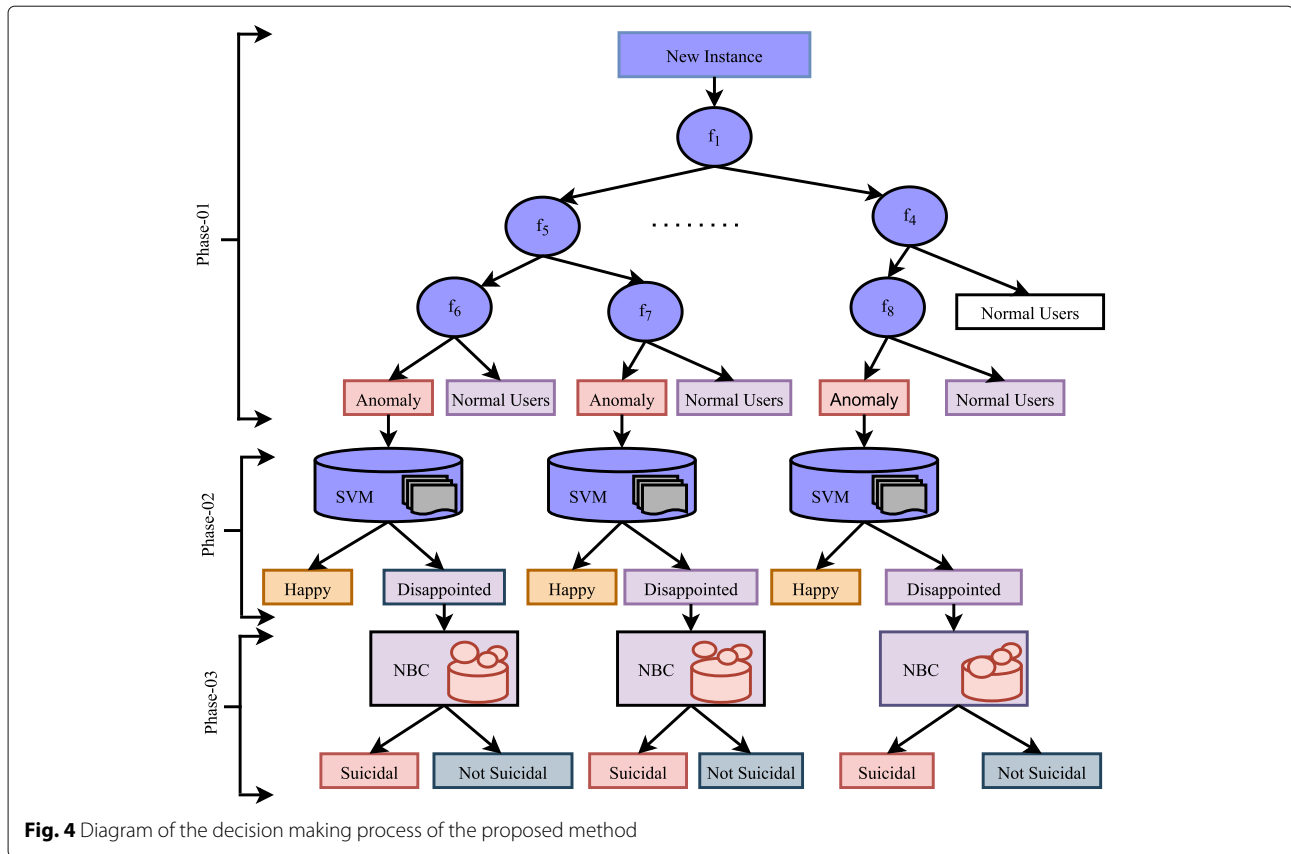 New Instance
f1
Phase-01
f5
. . . . . . . .
f4
f6
f7
f8
Normal Users
Anomaly
Normal Users
Anomaly
Normal Users
Anomaly
Normal Users
Phase-02
SVM
SVM
SVM
Happy
Disappointed
Happy
Disappointed
Happy
Disappointed
Phase-03
NBC
NBC
NBC
Suicidal
Not Suicidal
Suicidal
Not Suicidal
Suicidal
Not Suicidal
Fig. 4 Diagram of the decision making process of the proposed method